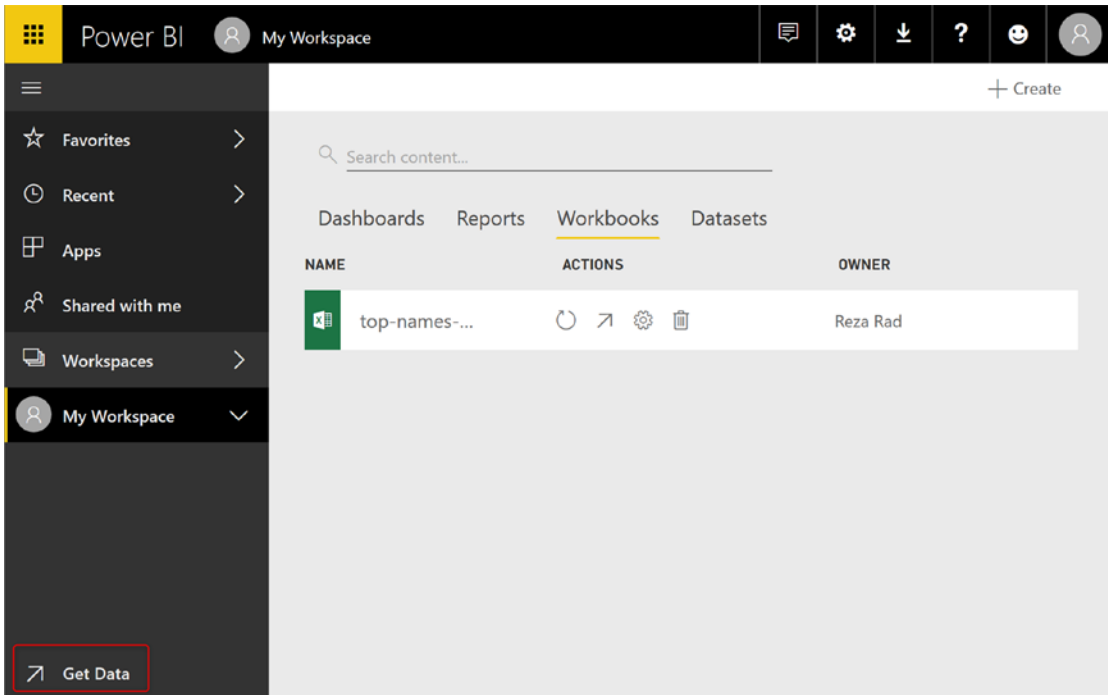 Power BI My Workspace ?
+ Create
Favorites
Recent
Apps
Shared with me
Workspaces
My Workspace
Get Data
Search content...
Dashboards Reports Workbooks Datasets
NAME ACTIONS OWNER
top-names-... Reza Rad